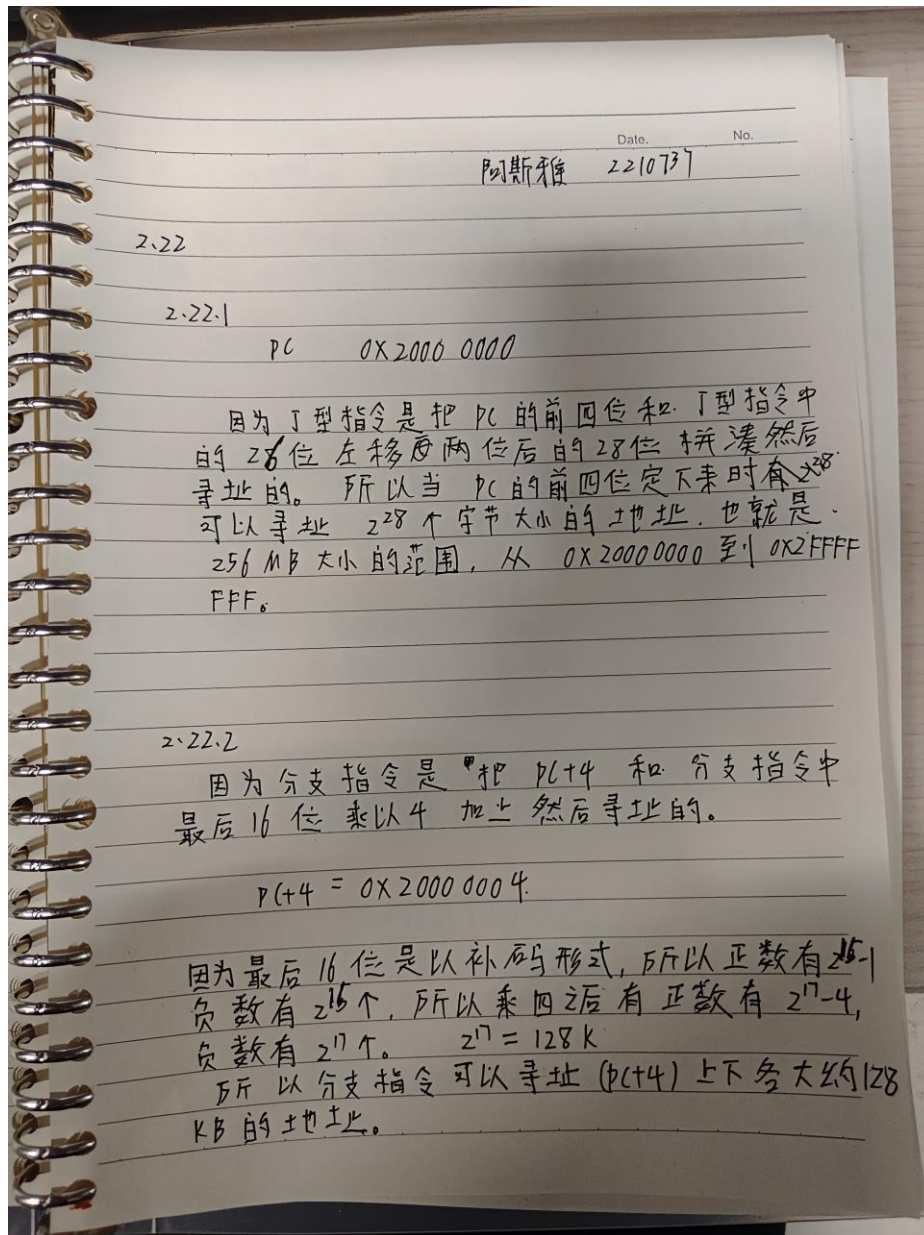 Date. No.
阿斯雅 2210737
2.22
2.22.1
PC 0X2000 0000
因为J型指令是把PC的前四位和J型指令中
的26位左移两位后的28位拼凑然后
寻址的。所以当PC的前四位定下来时有2^28
可以寻址 2^28个字节大小的地址.也就是.
256MB大小的范围,从 0X20000000到0X2FFFF
FFF。
2.22.2
因为分支指令是把PC+4和分支指令中
最后16位乘以4加上然后寻址的。
PC+4 = 0X2000 0004.
因为最后16位是以补码形式,所以正数有2^15-1
负数有2^15个,所以乘四之后有正数有2^17-4,
负数有2^17个。 2^17=128K
所以分支指令可以寻址(PC+4)上下各大约128
KB的地址。